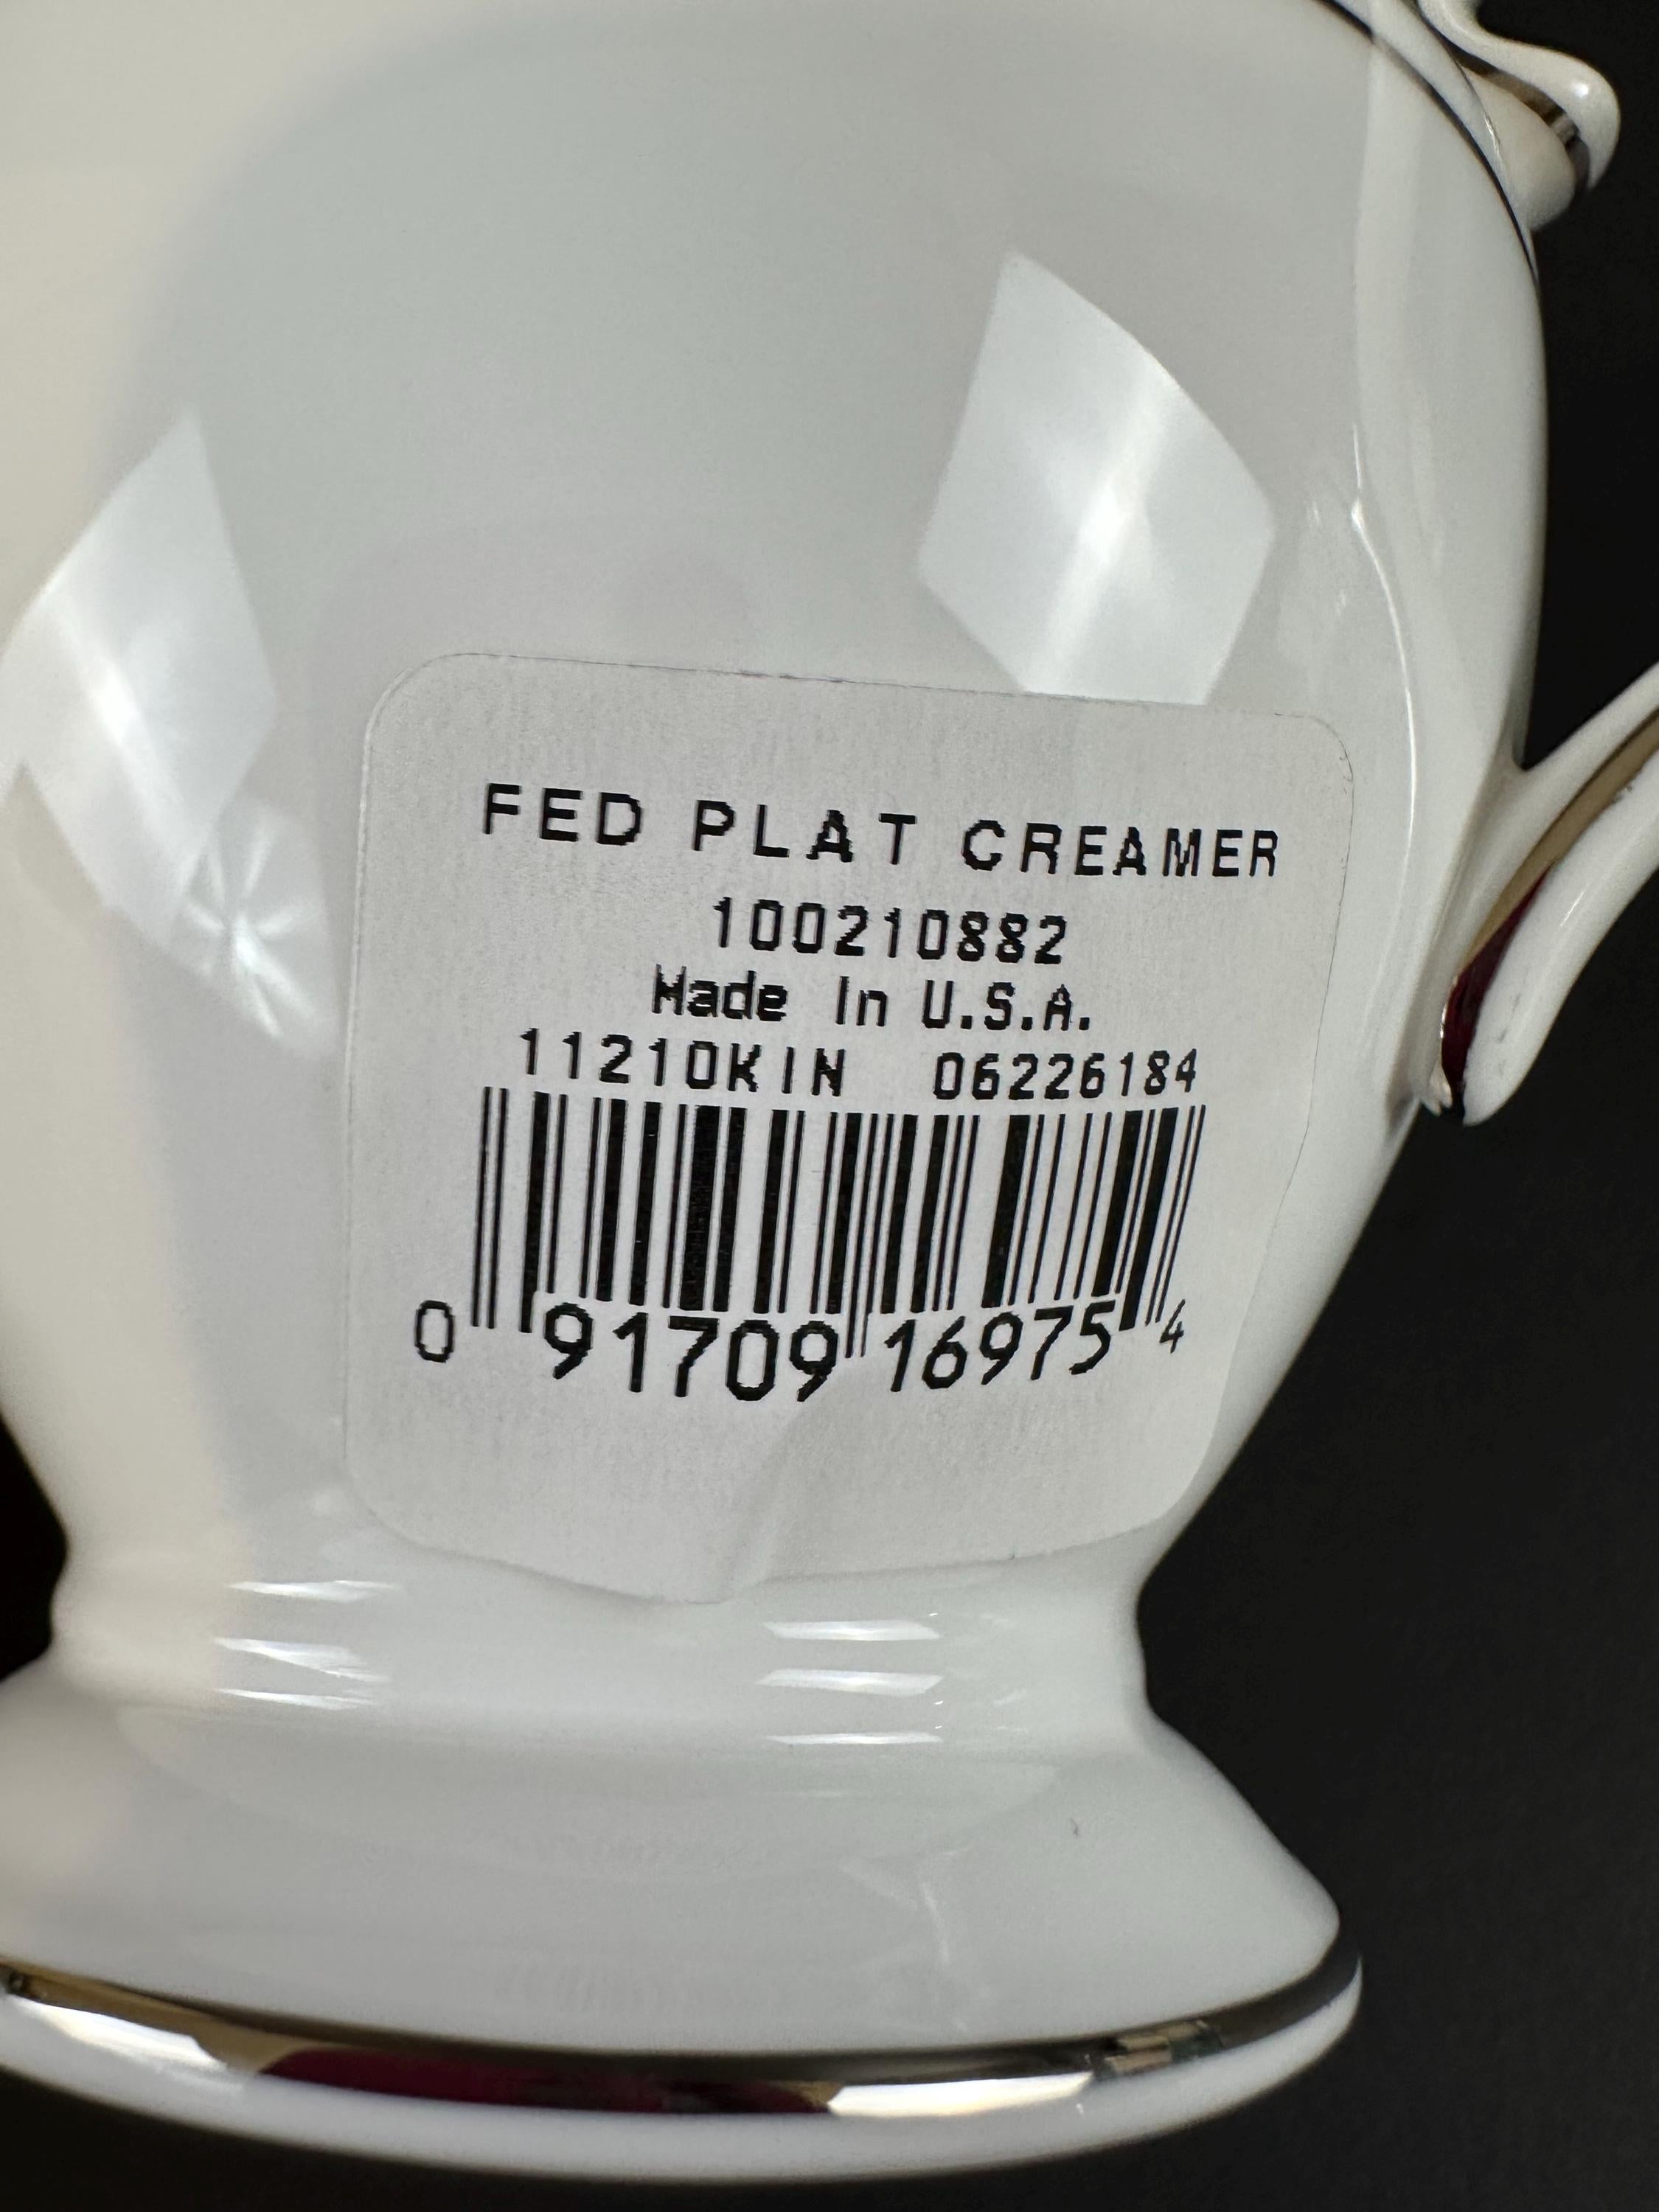 FED PLAT CREAMER
100210882
Made In U.S.A.
11210KIN 06226184
0 91709 16975 4